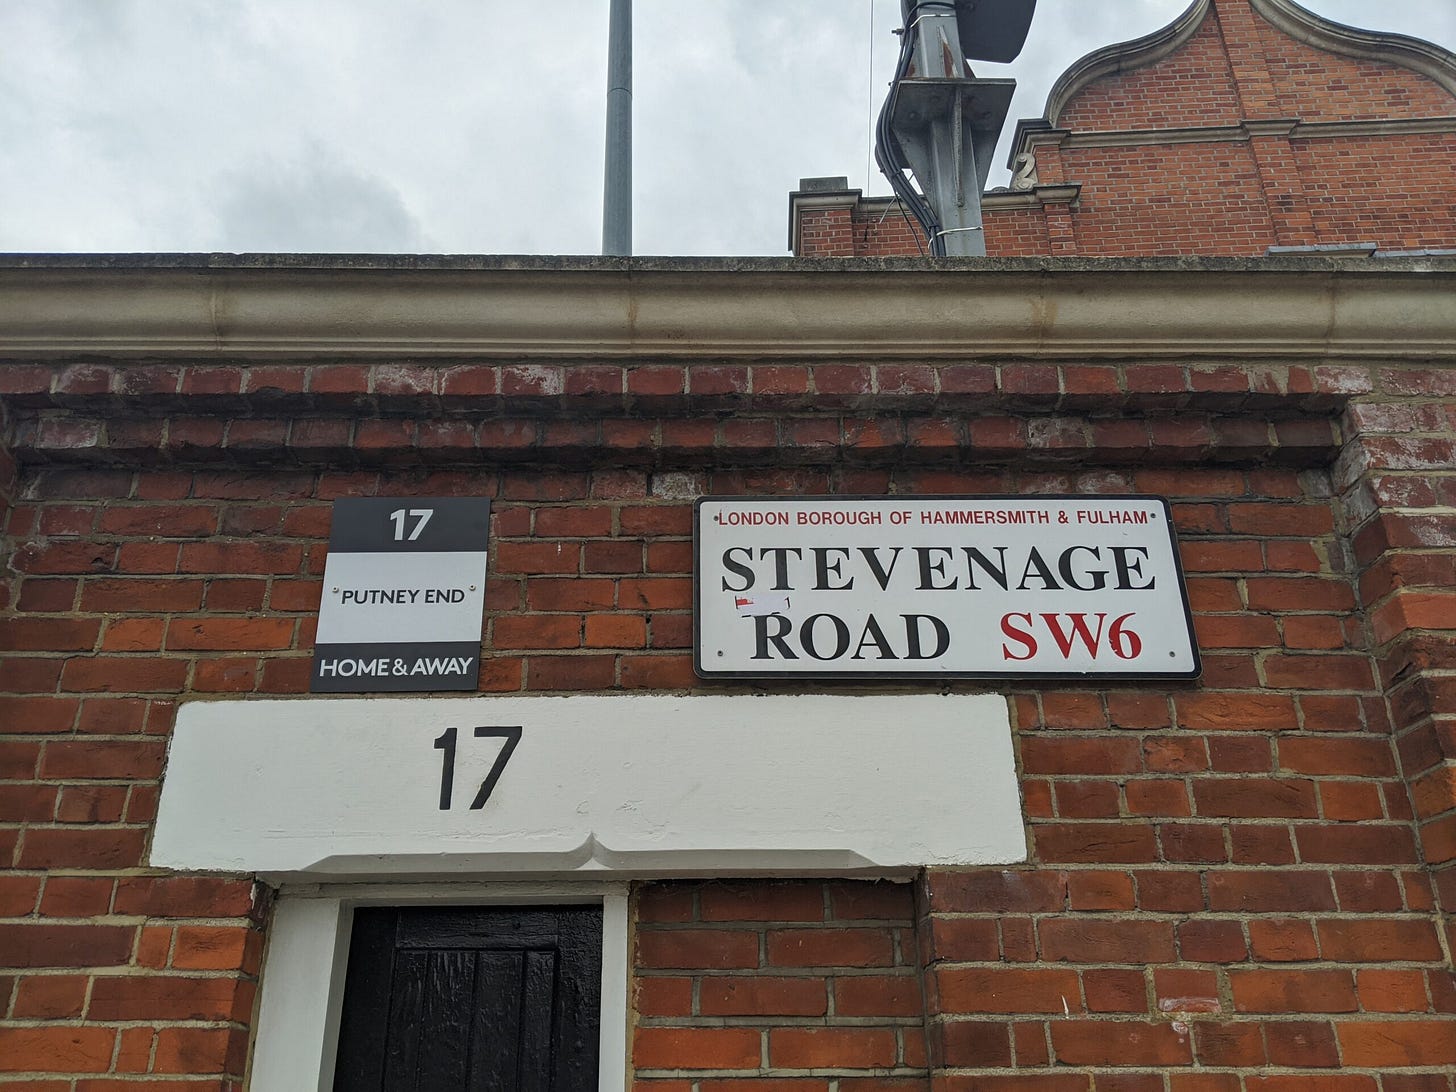 17
PUTNEY END
HOME & AWAY
LONDON BOROUGH OF HAMMERSMITH & FULHAM
STEVENAGE
ROAD SW6
17